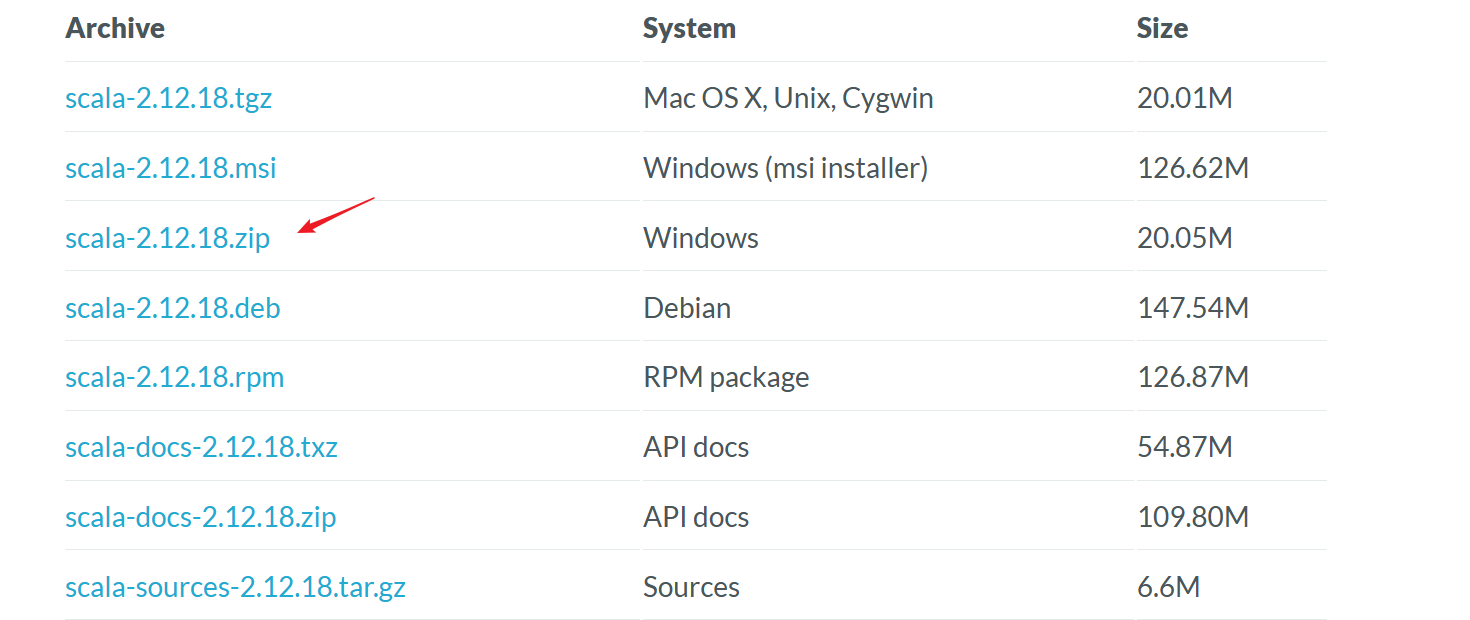 Archive System Size
scala-2.12.18.tgz Mac OS X, Unix, Cygwin 20.01M
scala-2.12.18.msi Windows (msi installer) 126.62M
scala-2.12.18.zip Windows 20.05M
scala-2.12.18.deb Debian 147.54M
scala-2.12.18.rpm RPM package 126.87M
scala-docs-2.12.18.txz API docs 54.87M
scala-docs-2.12.18.zip API docs 109.80M
scala-sources-2.12.18.tar.gz Sources 6.6M